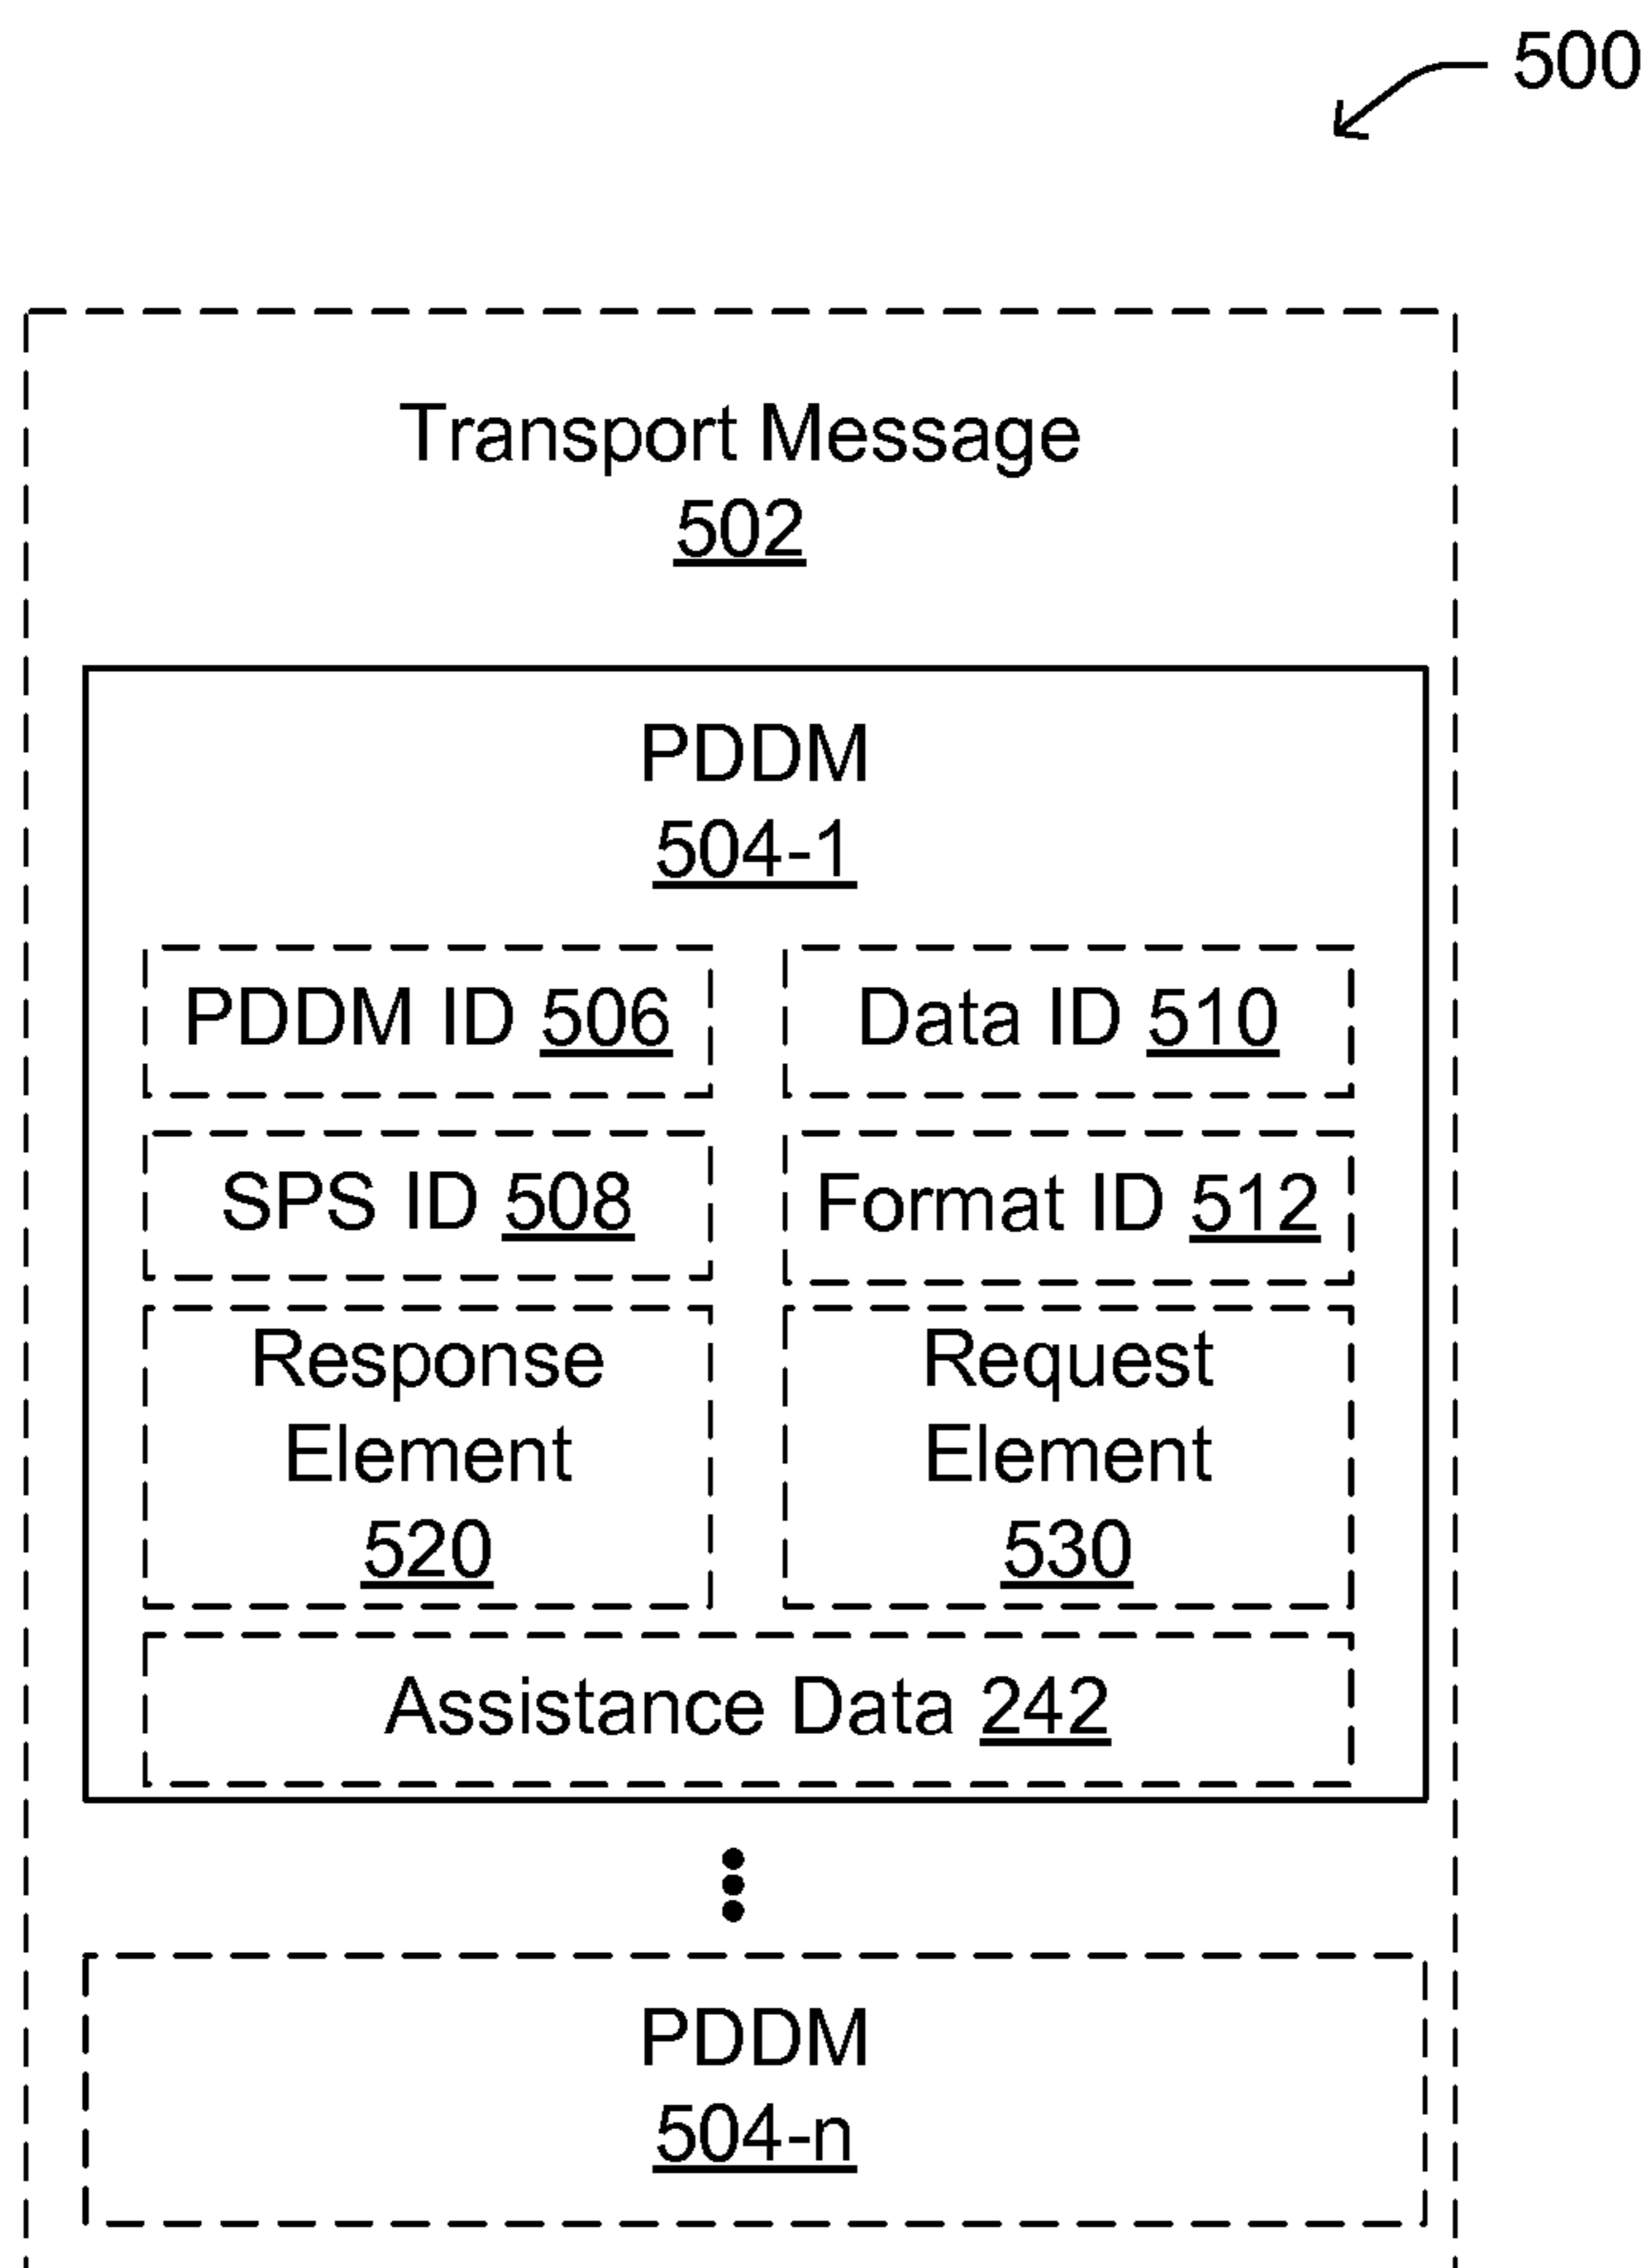 500
Transport Message
502
PDDM
504-1
PDDM ID 506
Data ID 510
SPS ID 508
Format ID 512
Response
Element
520
Request
Element
530
Assistance Data 242
PDDM
504-n